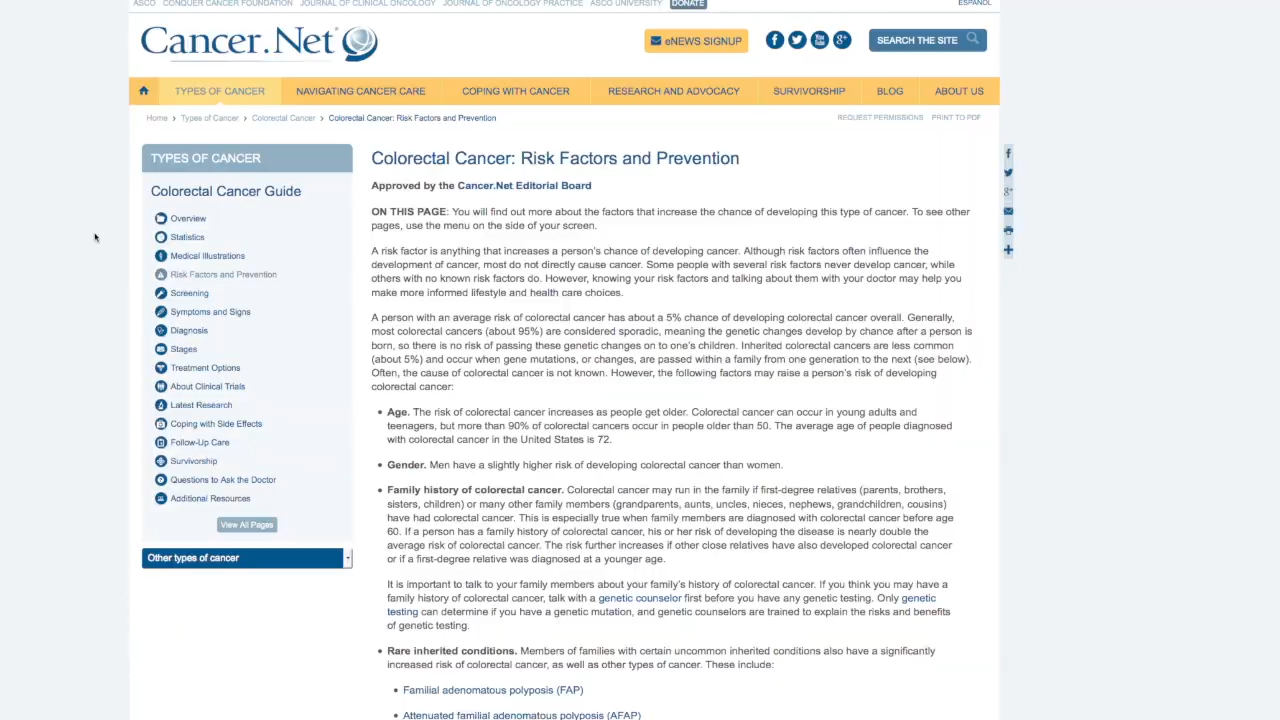 ASCO CONQUER CANCER FOUNDATION JOURNAL OF CLINICAL ONCOLOGY JOURNAL OF ONCOLOGY PRACTICE ASCO UNIVERSITY DONATE ESPAÑOL
Cancer.Net
eNEWS SIGNUP
SEARCH THE SITE
TYPES OF CANCER NAVIGATING CANCER CARE COPING WITH CANCER RESEARCH AND ADVOCACY SURVIVORSHIP BLOG ABOUT US
Home > Types of Cancer > Colorectal Cancer > Colorectal Cancer: Risk Factors and Prevention
REQUEST PERMISSIONS PRINT TO PDF
TYPES OF CANCER
Colorectal Cancer Guide
Overview
Statistics
Medical Illustrations
Risk Factors and Prevention
Screening
Symptoms and Signs
Diagnosis
Stages
Treatment Options
About Clinical Trials
Latest Research
Coping with Side Effects
Follow-Up Care
Survivorship
Questions to Ask the Doctor
Additional Resources
View All Pages
Other types of cancer
Colorectal Cancer: Risk Factors and Prevention
Approved by the Cancer.Net Editorial Board
ON THIS PAGE: You will find out more about the factors that increase the chance of developing this type of cancer. To see other
pages, use the menu on the side of your screen.
A risk factor is anything that increases a person's chance of developing cancer. Although risk factors often influence the
development of cancer, most do not directly cause cancer. Some people with several risk factors never develop cancer, while
others with no known risk factors do. However, knowing your risk factors and talking about them with your doctor may help you
make more informed lifestyle and health care choices.
A person with an average risk of colorectal cancer has about a 5% chance of developing colorectal cancer overall. Generally,
most colorectal cancers (about 95%) are considered sporadic, meaning the genetic changes develop by chance after a person is
born, so there is no risk of passing these genetic changes on to one's children. Inherited colorectal cancers are less common
(about 5%) and occur when gene mutations, or changes, are passed within a family from one generation to the next (see below).
Often, the cause of colorectal cancer is not known. However, the following factors may raise a person's risk of developing
colorectal cancer:
• Age. The risk of colorectal cancer increases as people get older. Colorectal cancer can occur in young adults and
teenagers, but more than 90% of colorectal cancers occur in people older than 50. The average age of people diagnosed
with colorectal cancer in the United States is 72.
• Gender. Men have a slightly higher risk of developing colorectal cancer than women.
• Family history of colorectal cancer. Colorectal cancer may run in the family if first-degree relatives (parents, brothers,
sisters, children) or many other family members (grandparents, aunts, uncles, nieces, nephews, grandchildren, cousins)
have had colorectal cancer. This is especially true when family members are diagnosed with colorectal cancer before age
60. If a person has a family history of colorectal cancer, his or her risk of developing the disease is nearly double the
average risk of colorectal cancer. The risk further increases if other close relatives have also developed colorectal cancer
or if a first-degree relative was diagnosed at a younger age.
It is important to talk to your family members about your family's history of colorectal cancer. If you think you may have a
family history of colorectal cancer, talk with a genetic counselor first before you have any genetic testing. Only genetic
testing can determine if you have a genetic mutation, and genetic counselors are trained to explain the risks and benefits
of genetic testing.
• Rare inherited conditions. Members of families with certain uncommon inherited conditions also have a significantly
increased risk of colorectal cancer, as well as other types of cancer. These include:
• Familial adenomatous polyposis (FAP)
• Attenuated familial adenomatous polyposis (AFAP)